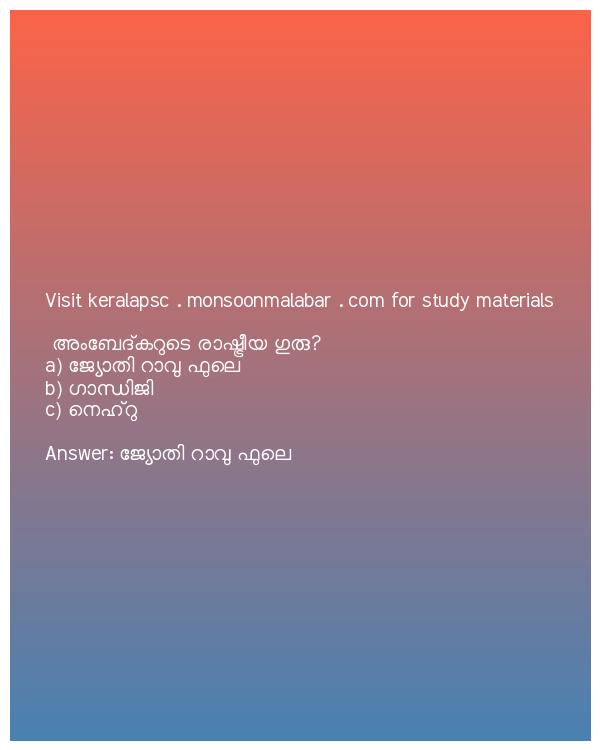 Visit keralapsc . monsoonmalabar . com for study materials
അംബേദ്കറുടെ രാഷ്ട്രീയ ഗുരു?
a) ജ്യോതി റാവു ഫുലെ
b) ഗാന്ധിജി
c) നെഹ്റു
Answer: ജ്യോതി റാവു ഫുലെ